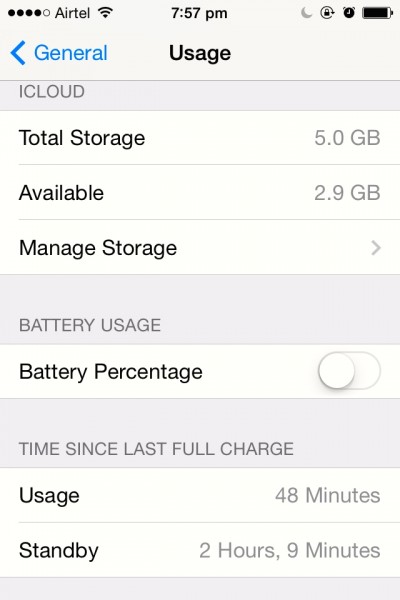 Airtel 7:57 pm
General Usage
ICLOUD
Total Storage 5.0 GB
Available 2.9 GB
Manage Storage
BATTERY USAGE
Battery Percentage
TIME SINCE LAST FULL CHARGE
Usage 48 Minutes
Standby 2 Hours, 9 Minutes